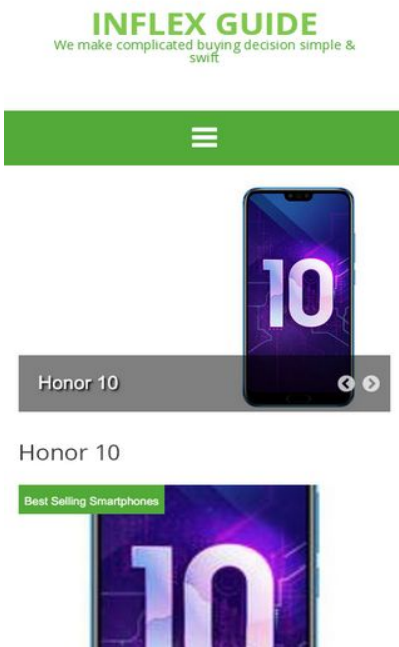 INFLEX GUIDE
We make complicated buying decision simple &
swift
10
Honor 10
Honor 10
Best Selling Smartphones
10